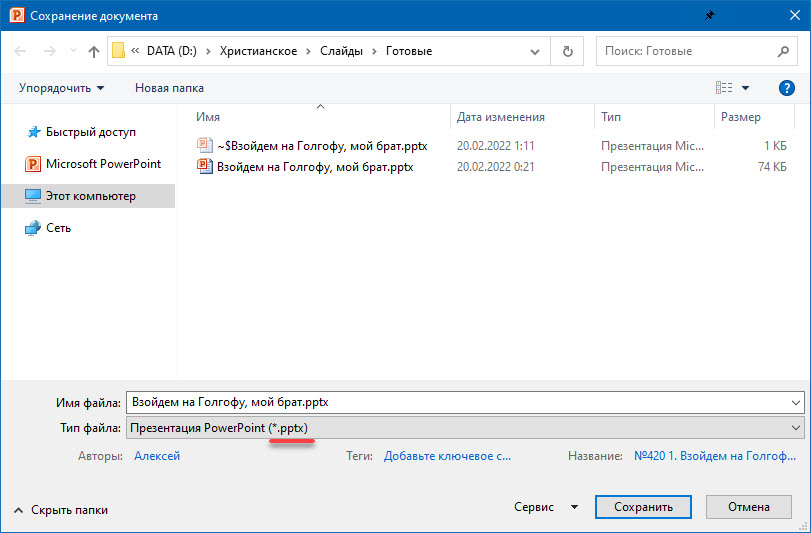 Сохранение документа
« DATA (D:) › Христианское › Слайды › Готовые
Поиск: Готовые
Упорядочить
Новая папка
Имя
Дата изменения
Тип
Размер
Быстрый доступ
Microsoft PowerPoint
Этот компьютер
Сеть
~$Взойдем на Голгофу, мой брат.pptx 20.02.2022 1:11 Презентация Mic... 1 КБ
Взойдем на Голгофу, мой брат.pptx 20.02.2022 0:21 Презентация Mic... 74 КБ
Имя файла: Взойдем на Голгофу, мой брат.pptx
Тип файла: Презентация PowerPoint (*.pptx)
Авторы: Алексей Теги: Добавьте ключевое с... Название: №420 1. Взойдем на Голгоф...
Скрыть папки
Сервис
Сохранить
Отмена